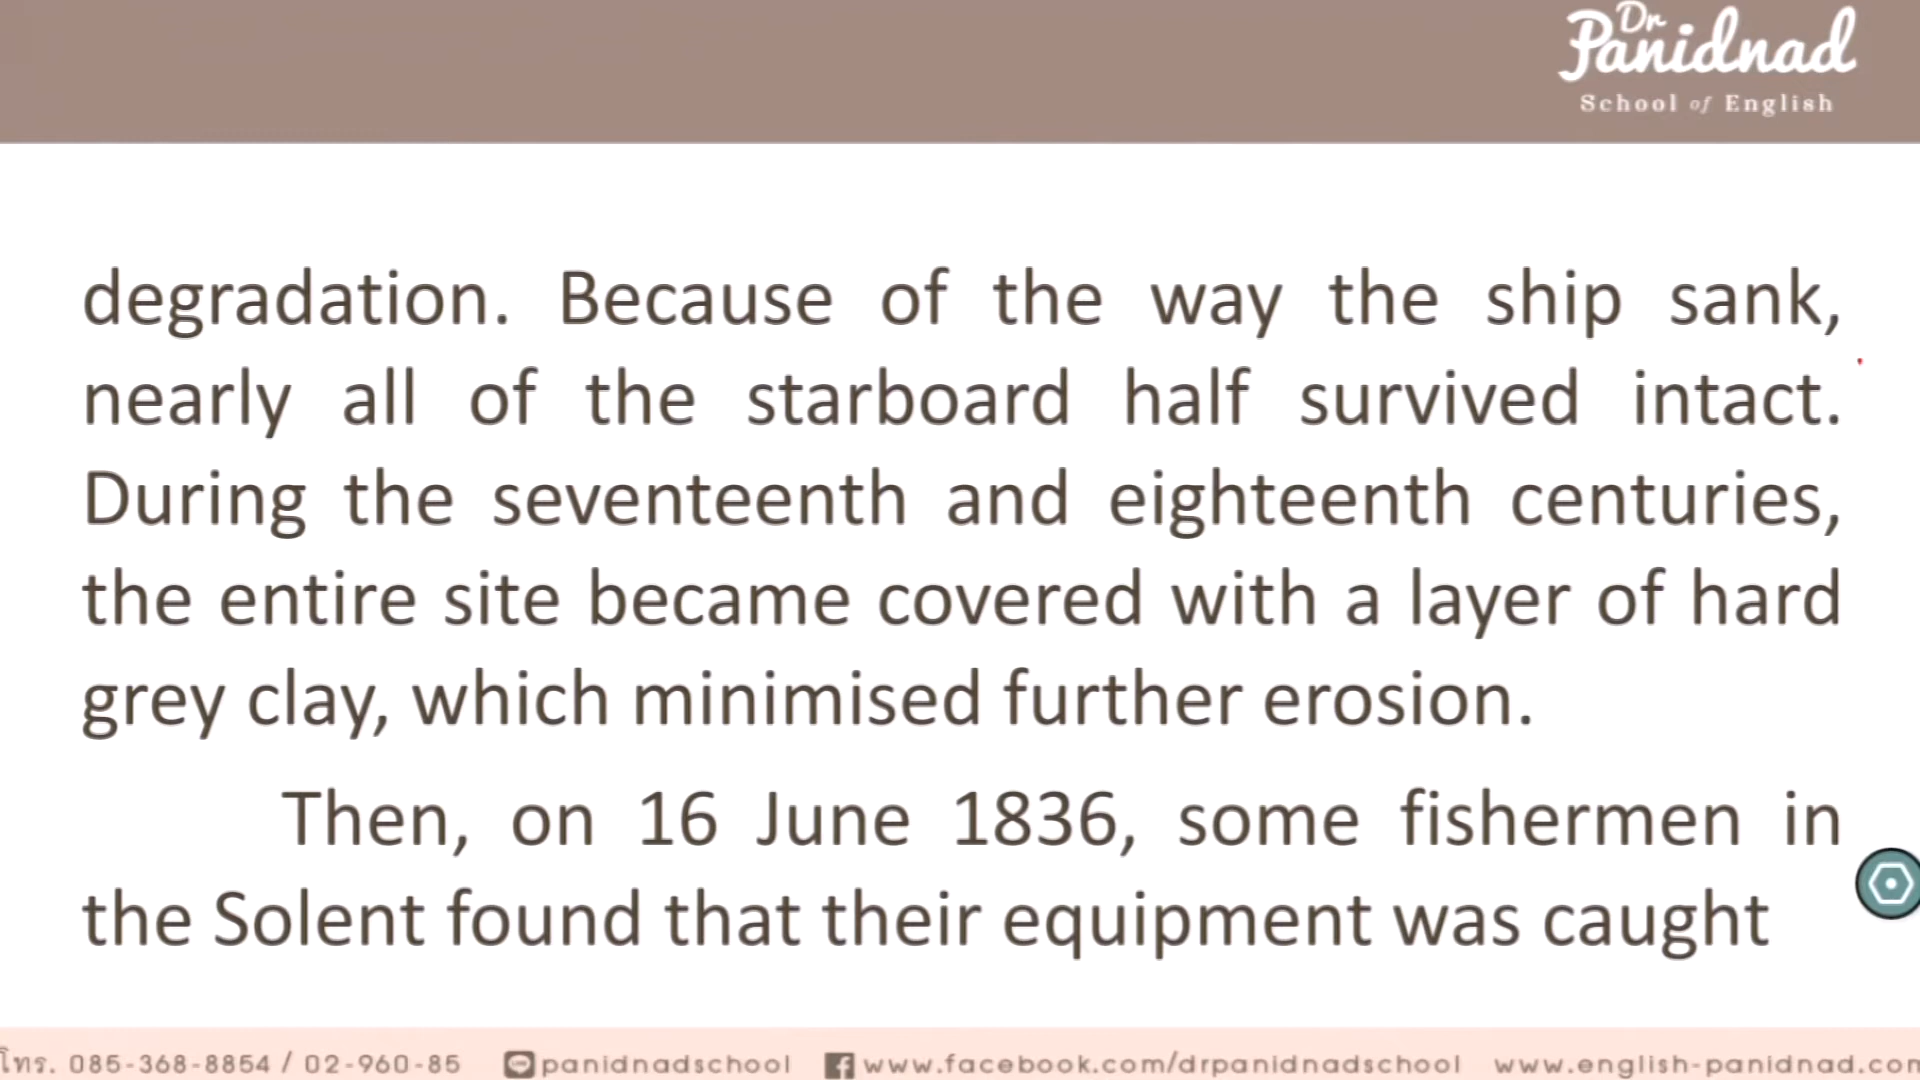 Dr
Panidnad
School of English
degradation. Because of the way the ship sank,
nearly all of the starboard half survived intact.
During the seventeenth and eighteenth centuries,
the entire site became covered with a layer of hard
grey clay, which minimised further erosion.
Then, on 16 June 1836, some fishermen in
the Solent found that their equipment was caught
โทร. 085-368-8854 / 02-960-85 panidnadschool www.facebook.com/drpanidnadschool www.english-panidnad.com